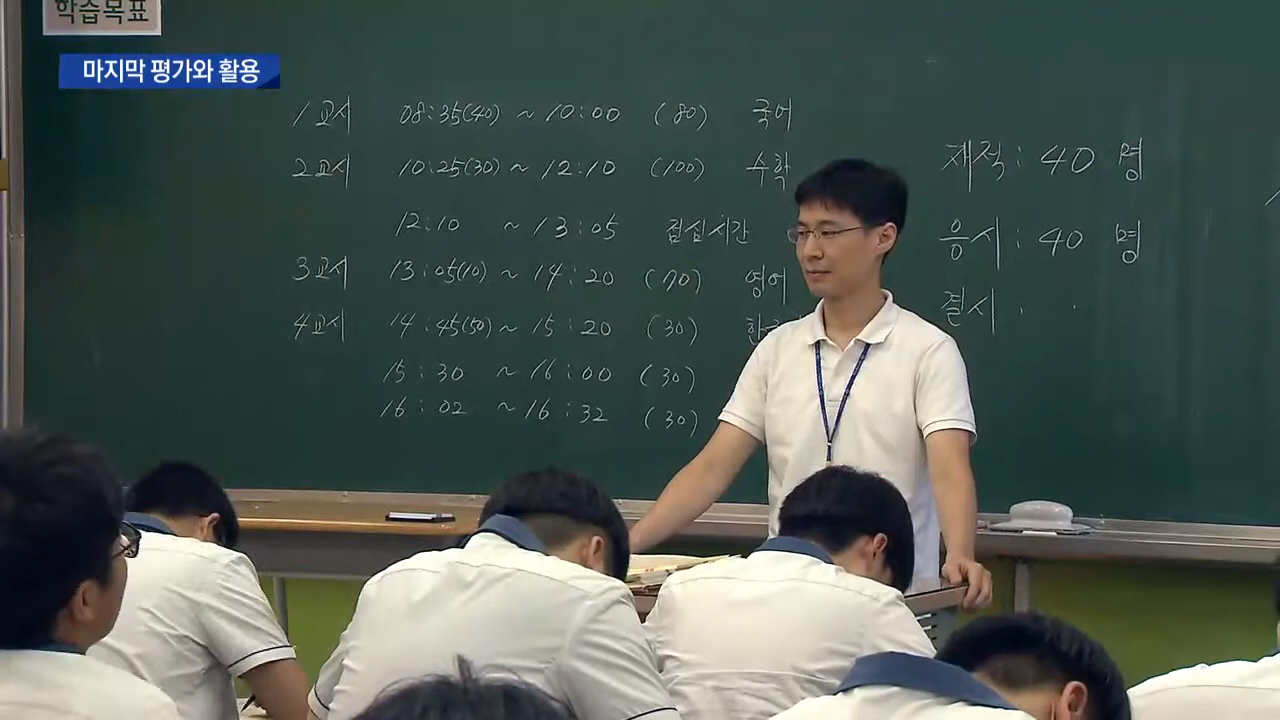 학습목표
마지막 평가와 활용
1교시 08:35(40) ~ 10:00 (80) 국어
2교시 10:25(30) ~ 12:10 (100) 수학
12:10 ~ 13:05 점심시간
3교시 13:05(10) ~ 14:20 (70) 영어
4교시 14:45(50) ~ 15:20 (30)
15:30 ~ 16:00 (30)
16:02 ~ 16:32 (30)
재적: 40 명
응시: 40 명
결시: